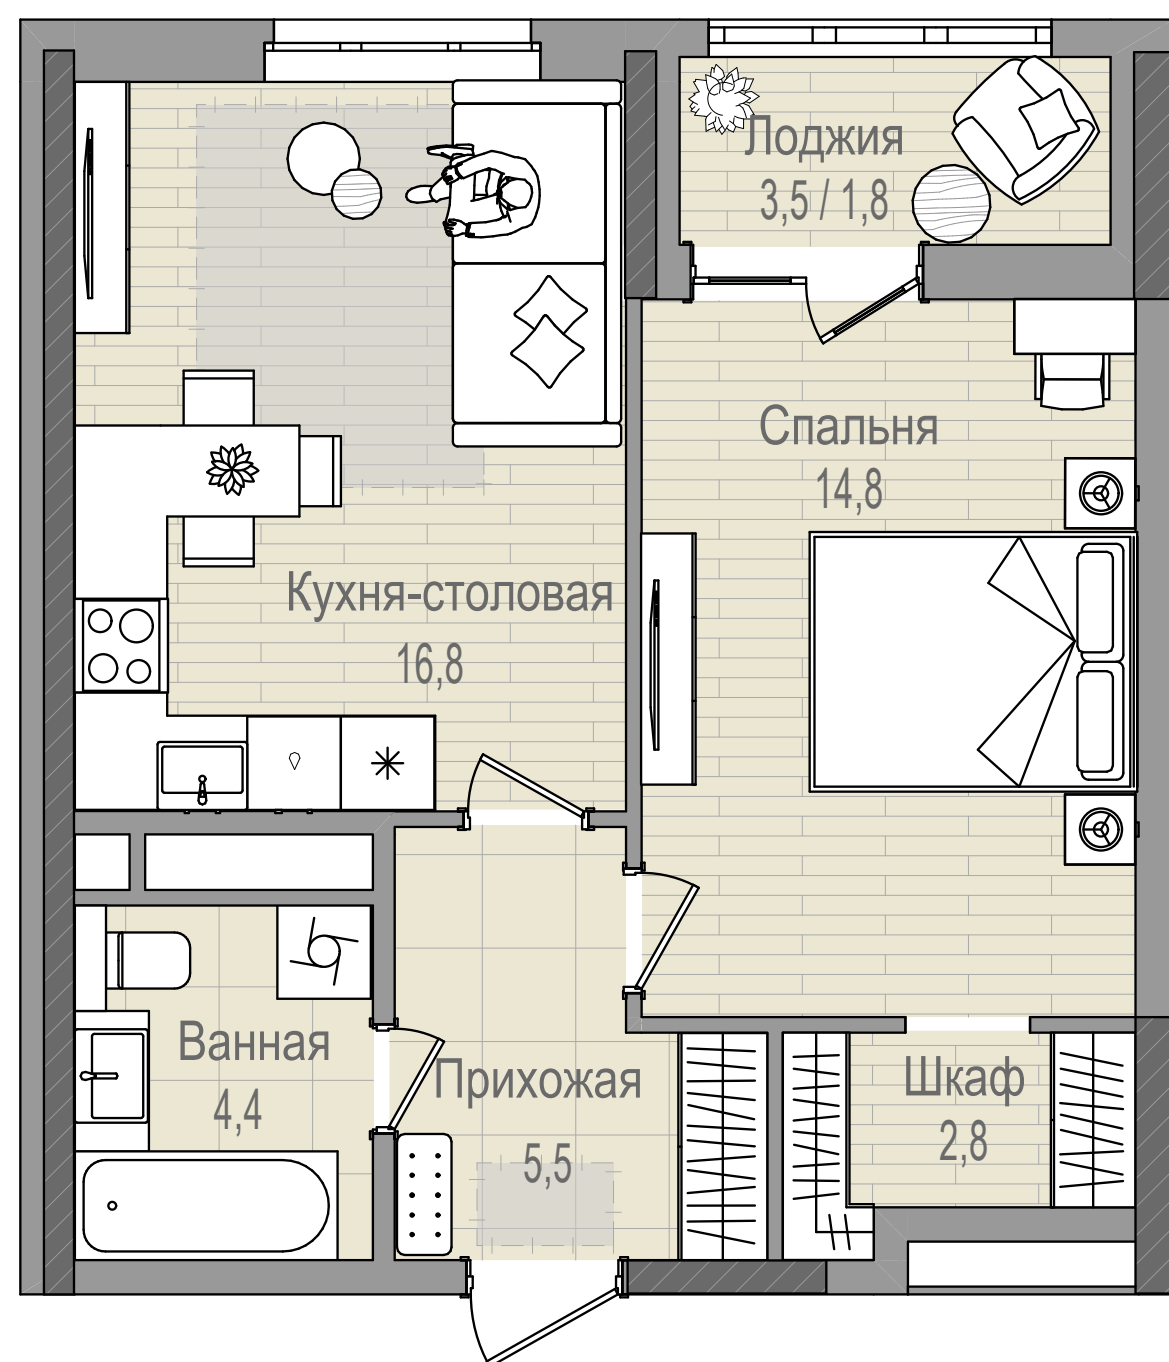 Лоджия
3,5 / 1,8
Спальня
14,8
Кухня-столовая
16,8
Ванная
4,4
Прихожая
5,5
Шкаф
2,8